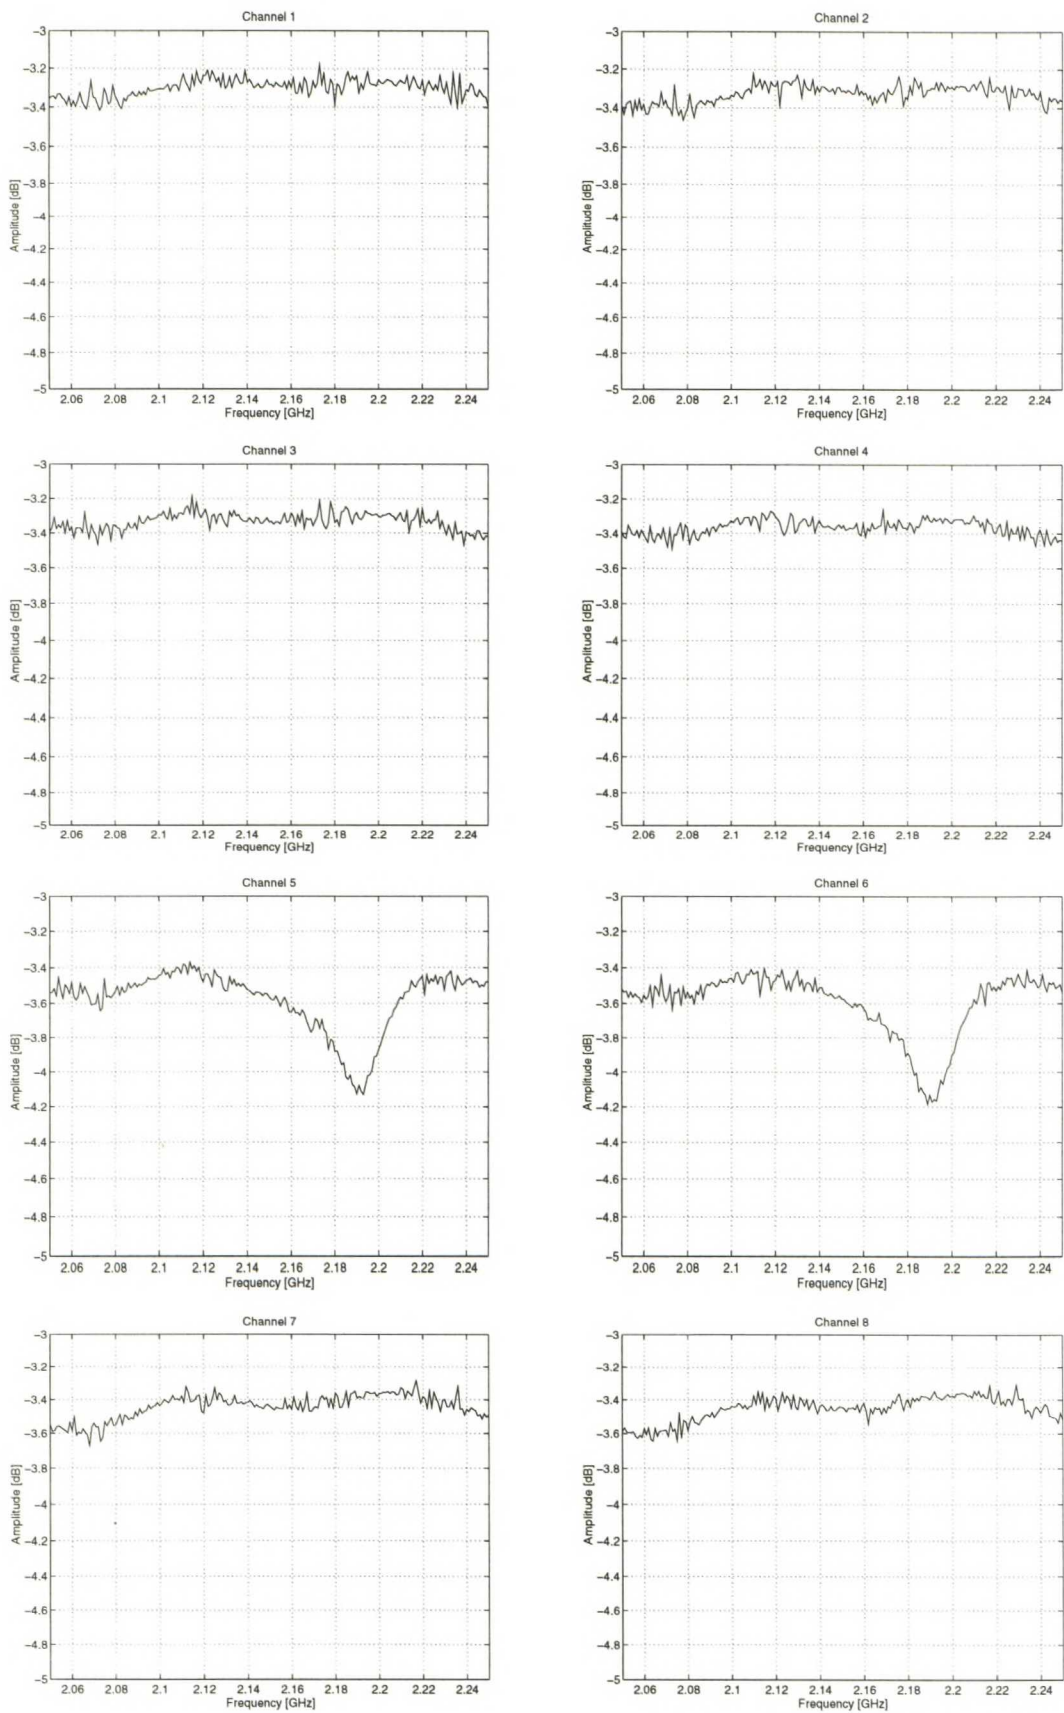 Channel 1
Amplitude [dB]
-3
-3.2
-3.4
-3.6
-3.8
-4
-4.2
-4.4
-4.6
-4.8
-5
2.06 2.08 2.1 2.12 2.14 2.16 2.18 2.2 2.22 2.24
Frequency [GHz]
Channel 2
Amplitude [dB]
-3
-3.2
-3.4
-3.6
-3.8
-4
-4.2
-4.4
-4.6
-4.8
-5
2.06 2.08 2.1 2.12 2.14 2.16 2.18 2.2 2.22 2.24
Frequency [GHz]
Channel 3
Amplitude [dB]
-3
-3.2
-3.4
-3.6
-3.8
-4
-4.2
-4.4
-4.6
-4.8
-5
2.06 2.08 2.1 2.12 2.14 2.16 2.18 2.2 2.22 2.24
Frequency [GHz]
Channel 4
Amplitude [dB]
-3
-3.2
-3.4
-3.6
-3.8
-4
-4.2
-4.4
-4.6
-4.8
-5
2.06 2.08 2.1 2.12 2.14 2.16 2.18 2.2 2.22 2.24
Frequency [GHz]
Channel 5
Amplitude [dB]
-3
-3.2
-3.4
-3.6
-3.8
-4
-4.2
-4.4
-4.6
-4.8
-5
2.06 2.08 2.1 2.12 2.14 2.16 2.18 2.2 2.22 2.24
Frequency [GHz]
Channel 6
Amplitude [dB]
-3
-3.2
-3.4
-3.6
-3.8
-4
-4.2
-4.4
-4.6
-4.8
-5
2.06 2.08 2.1 2.12 2.14 2.16 2.18 2.2 2.22 2.24
Frequency [GHz]
Channel 7
Amplitude [dB]
-3
-3.2
-3.4
-3.6
-3.8
-4
-4.2
-4.4
-4.6
-4.8
-5
2.06 2.08 2.1 2.12 2.14 2.16 2.18 2.2 2.22 2.24
Frequency [GHz]
Channel 8
Amplitude [dB]
-3
-3.2
-3.4
-3.6
-3.8
-4
-4.2
-4.4
-4.6
-4.8
-5
2.06 2.08 2.1 2.12 2.14 2.16 2.18 2.2 2.22 2.24
Frequency [GHz]